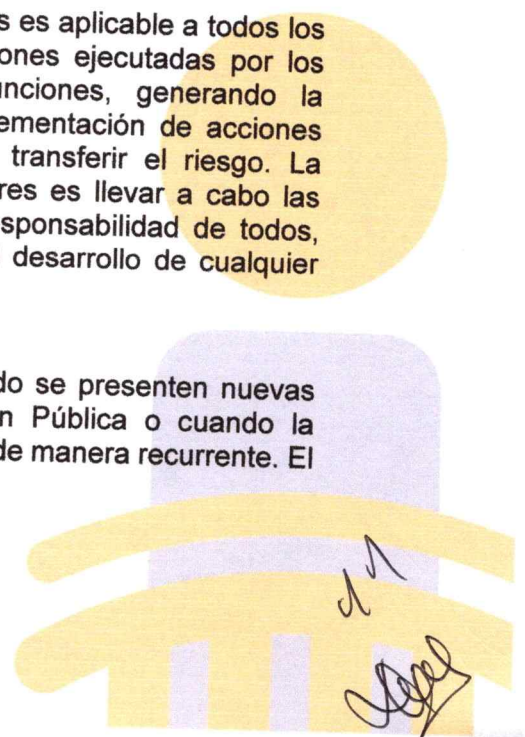 s es aplicable a todos los
ones ejecutadas por los
unciones, generando la
ementación de acciones
transferir el riesgo. La
res es llevar a cabo las
sponsabilidad de todos,
desarrollo de cualquier
do se presenten nuevas
n Pública o cuando la
de manera recurrente. El